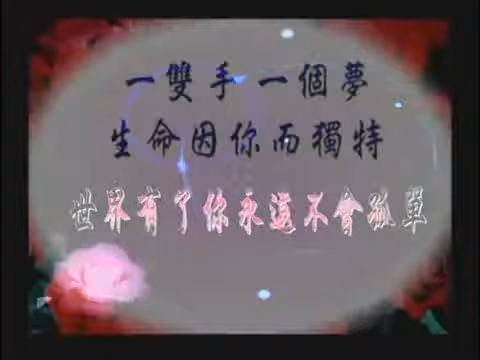 一雙手一個夢
生命因你而獨特
世界有了你永遠不會孤單